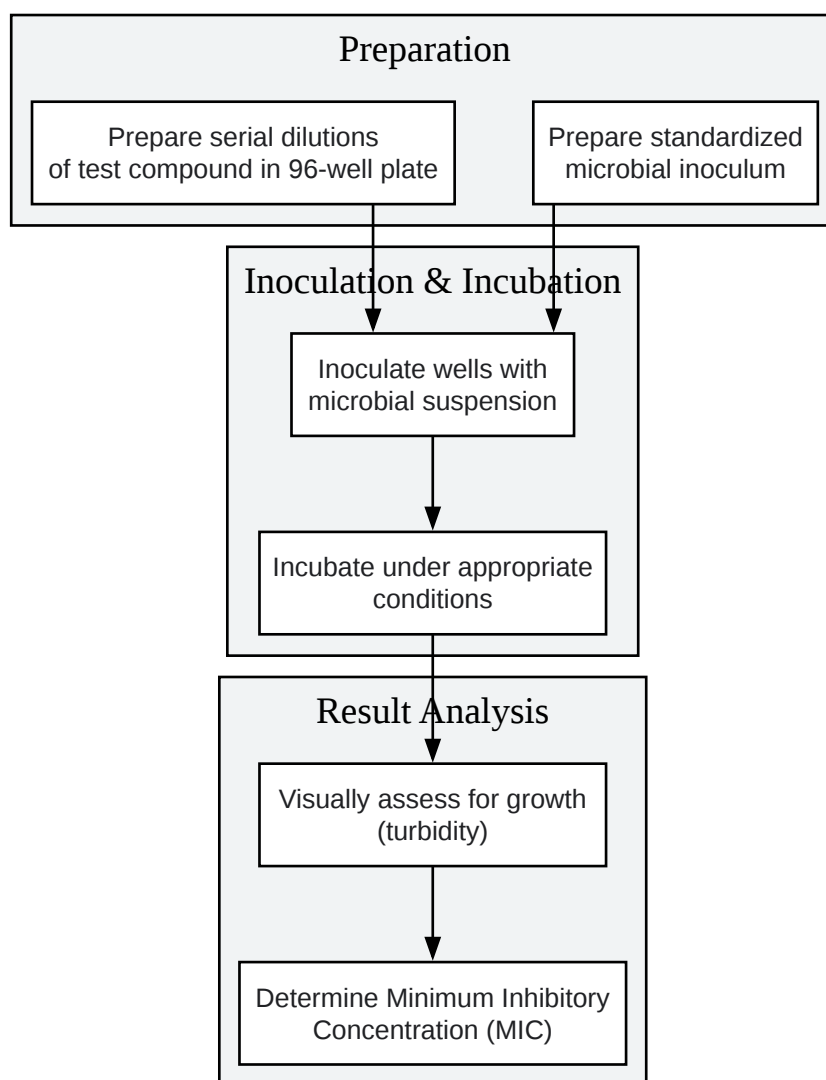 Preparation
Prepare serial dilutions
of test compound in 96-well plate
Prepare standardized
microbial inoculum
Inoculation & Incubation
Inoculate wells with
microbial suspension
Incubate under appropriate
conditions
Result Analysis
Visually assess for growth
(turbidity)
Determine Minimum Inhibitory
Concentration (MIC)